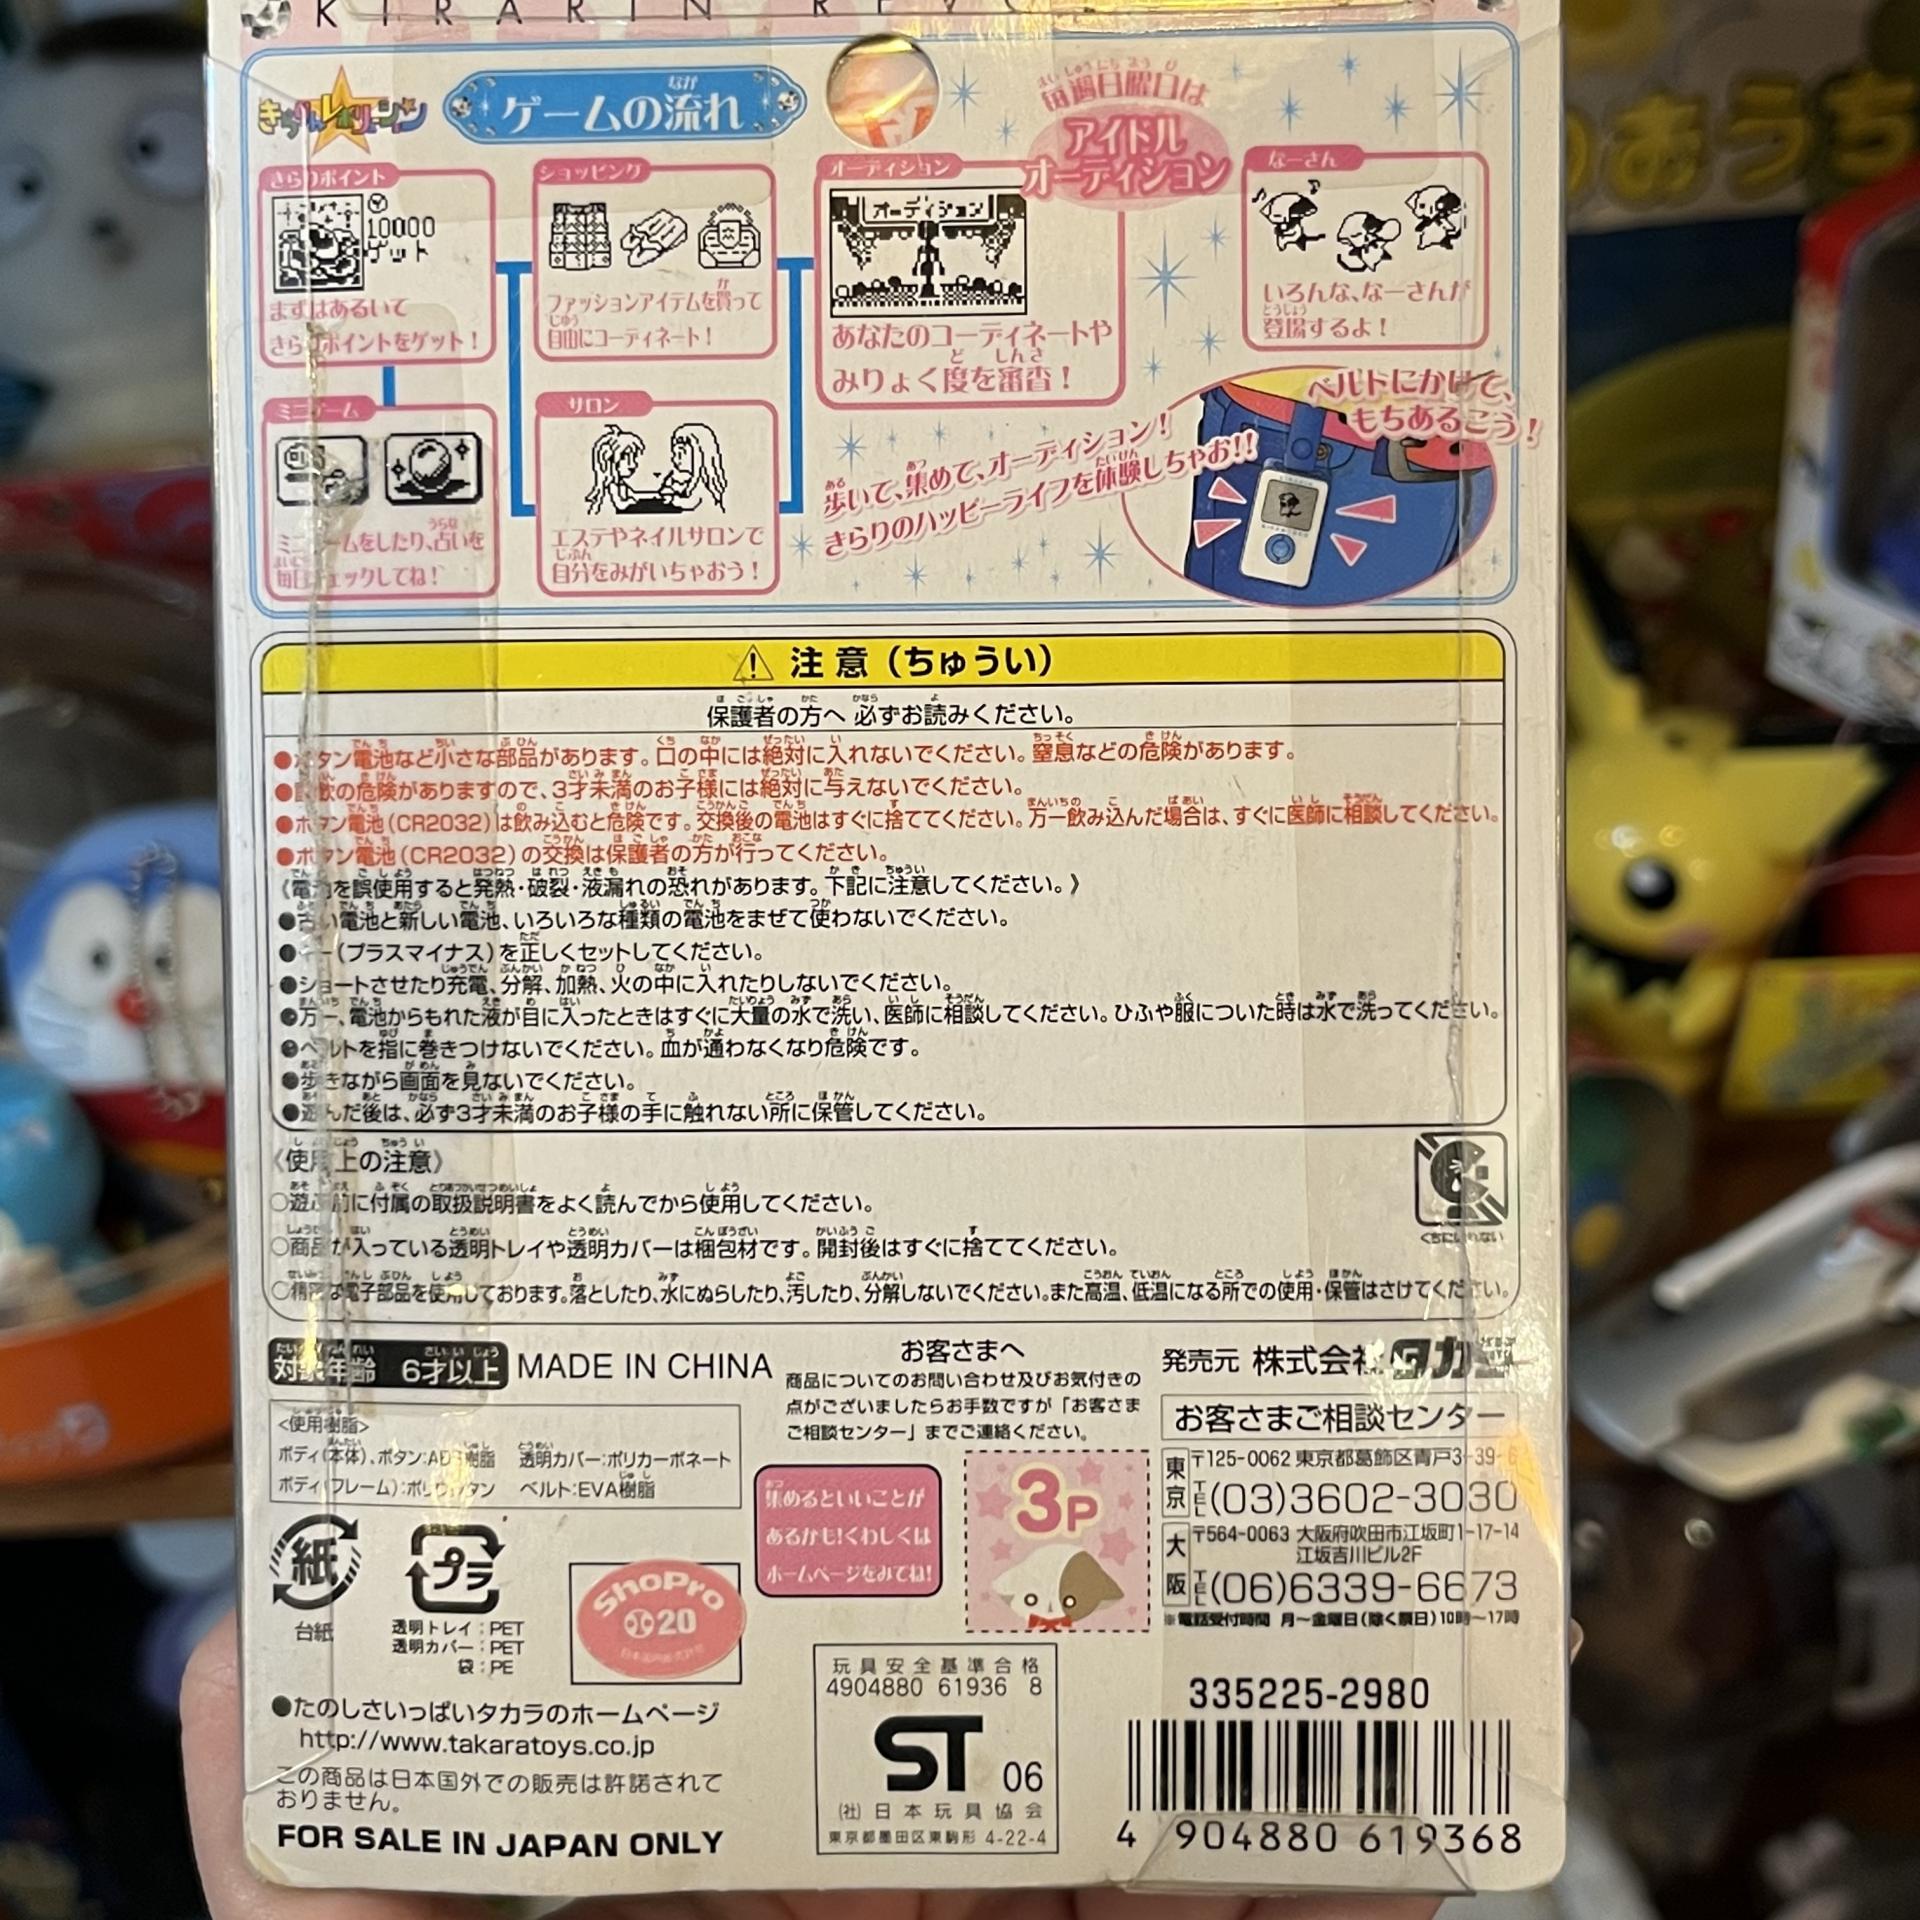 KIRARIN REVO
きらりんレボリューション
ゲームの流れ
毎週日曜日は
アイドル
オーディション
きらりポイント
10000
ゲット
まずはあるいて
きらりポイントをゲット!
ショッピング
ファッションアイテムを買って
自由にコーディネート!
オーディション
オーディション
あなたのコーディネートや
みりょく度を審査!
なーさん
いろんな、なーさんが
登場するよ!
ミニゲーム
ミニゲームをしたり、占いを
毎日チェックしてね!
サロン
エステやネイルサロンで
自分をみがいちゃおう!
歩いて、集めて、オーディション!
きらりのハッピーライフを体験しちゃお!!
ベルトにかけて、
もちあるこう!
注意(ちゅうい)
保護者の方へ 必ずお読みください。
●ボタン電池など小さな部品があります。口の中には絶対に入れないでください。窒息などの危険があります。
●誤飲の危険がありますので、3才未満のお子様には絶対に与えないでください。
●ボタン電池(CR2032)は飲み込むと危険です。交換後の電池はすぐに捨ててください。万一飲み込んだ場合は、すぐに医師に相談してください。
●ボタン電池(CR2032)の交換は保護者の方が行ってください。
《電池を誤使用すると発熱・破裂・液漏れの恐れがあります。下記に注意してください。》
●古い電池と新しい電池、いろいろな種類の電池をまぜて使わないでください。
●+-(プラスマイナス)を正しくセットしてください。
●ショートさせたり充電、分解、加熱、火の中に入れたりしないでください。
●万一、電池からもれた液が目に入ったときはすぐに大量の水で洗い、医師に相談してください。ひふや服についた時は水で洗ってください。
●ベルトを指に巻きつけないでください。血が通わなくなり危険です。
●歩きながら画面を見ないでください。
●遊んだ後は、必ず3才未満のお子様の手に触れない所に保管してください。
《使用上の注意》
○遊ぶ前に付属の取扱説明書をよく読んでから使用してください。
○商品が入っている透明トレイや透明カバーは梱包材です。開封後はすぐに捨ててください。
○精密な電子部品を使用しております。落としたり、水にぬらしたり、汚したり、分解しないでください。また高温、低温になる所での使用・保管はさけてください。
くちにいれない
対象年齢 6才以上 MADE IN CHINA
<使用樹脂>
ボディ(本体)、ボタン:ABS樹脂 透明カバー:ポリカーボネート
ボディ(フレーム):ポリウレタン ベルト:EVA樹脂
お客さまへ
商品についてのお問い合わせ及びお気付きの
点がございましたらお手数ですが「お客さま
ご相談センター」までご連絡ください。
発売元 株式会社タカラ
お客さまご相談センター
東京 〒125-0062 東京都葛飾区青戸3-39-6
TEL(03)3602-3030
大阪 〒564-0063 大阪府吹田市江坂町1-17-14
江坂吉川ビル2F
TEL(06)6339-6673
※電話受付時間 月~金曜日(除く祭日)10時~17時
集めるといいことが
あるかも!くわしくは
ホームページをみてね!
3P
紙
台紙
プラ
透明トレイ:PET
透明カバー:PET
袋:PE
ShoPro
20
●たのしさいっぱいタカラのホームページ
http://www.takaratoys.co.jp
この商品は日本国外での販売は許諾されて
おりません。
FOR SALE IN JAPAN ONLY
玩具安全基準合格
4904880 61936 8
ST 06
(社)日本玩具協会
東京都墨田区東駒形 4-22-4
335225-2980
4 904880 619368
のおうち